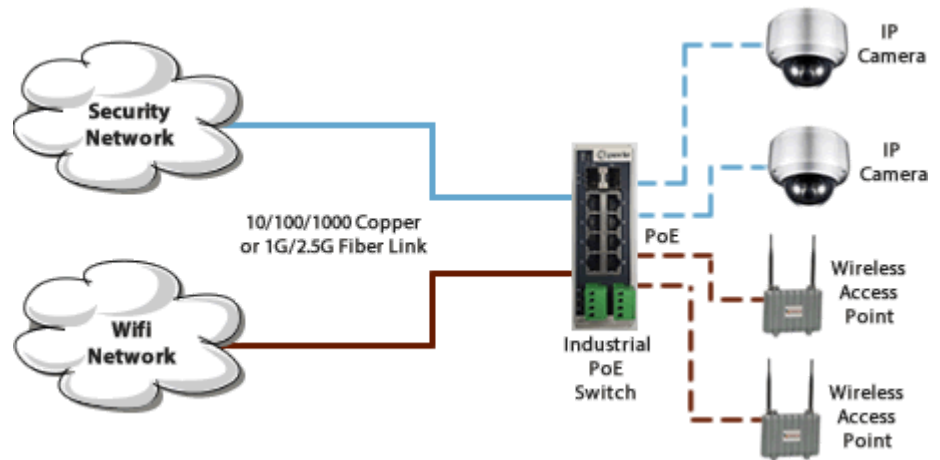 Security
Network
10/100/1000 Copper
or 1G/2.5G Fiber Link
Wifi
Network
perle
Industrial
PoE
Switch
PoE
IP
Camera
IP
Camera
Wireless
Access
Point
Wireless
Access
Point